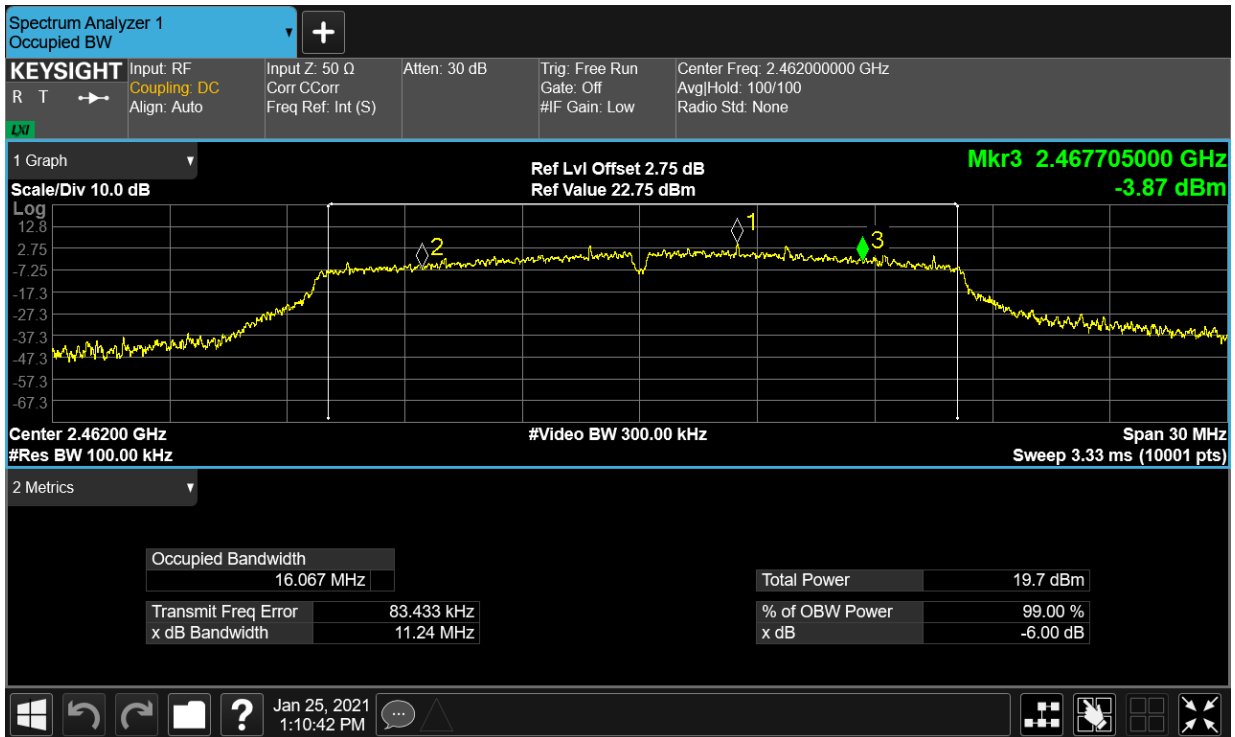 Spectrum Analyzer 1
Occupied BW
KEYSIGHT
R T
LXI
Input: RF
Coupling: DC
Align: Auto
Input Z: 50 Ω
Corr CCorr
Freq Ref: Int (S)
Atten: 30 dB
Trig: Free Run
Gate: Off
#IF Gain: Low
Center Freq: 2.462000000 GHz
Avg|Hold: 100/100
Radio Std: None
1 Graph
Scale/Div 10.0 dB
Ref Lvl Offset 2.75 dB
Ref Value 22.75 dBm
Mkr3 2.467705000 GHz
-3.87 dBm
Log
12.8
2.75
-7.25
-17.3
-27.3
-37.3
-47.3
-57.3
-67.3
2
1
3
Center 2.46200 GHz
#Res BW 100.00 kHz
#Video BW 300.00 kHz
Span 30 MHz
Sweep 3.33 ms (10001 pts)
2 Metrics
Occupied Bandwidth
16.067 MHz
Transmit Freq Error 83.433 kHz
x dB Bandwidth 11.24 MHz
Total Power 19.7 dBm
% of OBW Power 99.00 %
x dB -6.00 dB
?
Jan 25, 2021
1:10:42 PM